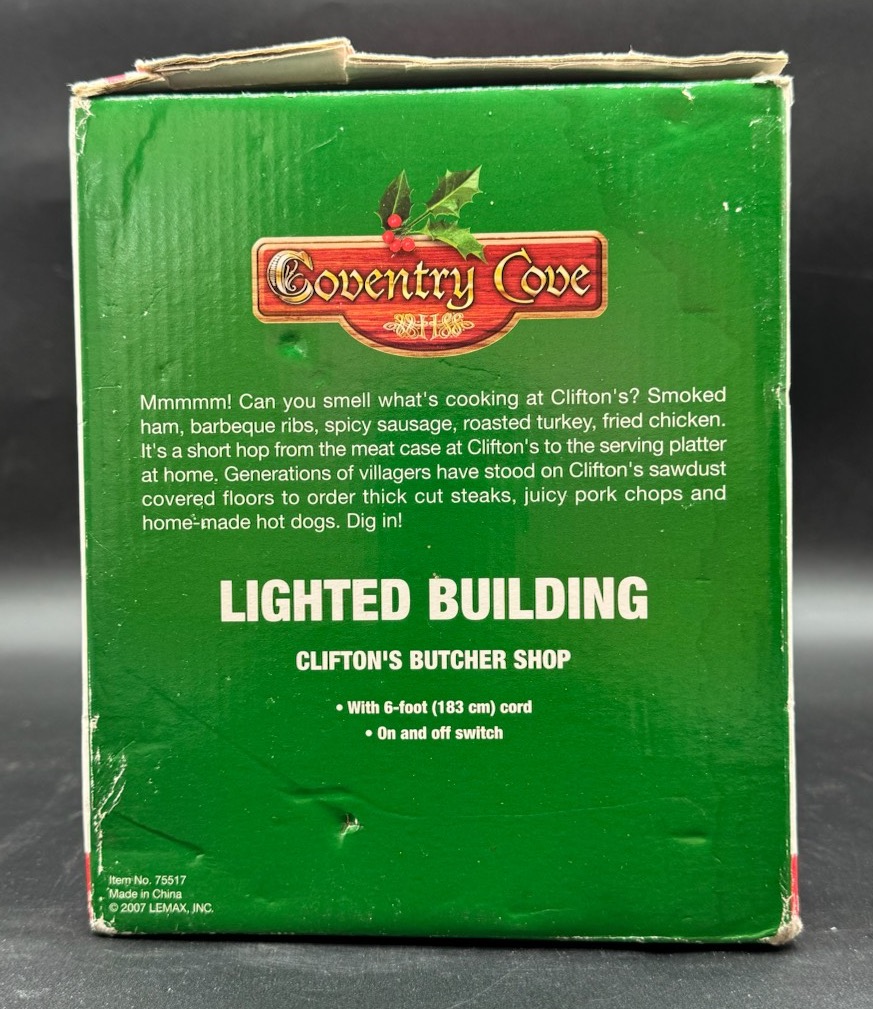 Coventry Cove
Mmmmm! Can you smell what's cooking at Clifton's? Smoked
ham, barbeque ribs, spicy sausage, roasted turkey, fried chicken.
It's a short hop from the meat case at Clifton's to the serving platter
at home. Generations of villagers have stood on Clifton's sawdust
covered floors to order thick cut steaks, juicy pork chops and
home-made hot dogs. Dig in!
LIGHTED BUILDING
CLIFTON'S BUTCHER SHOP
• With 6-foot (183 cm) cord
• On and off switch
Item No. 75517
Made in China
© 2007 LEMAX, INC.